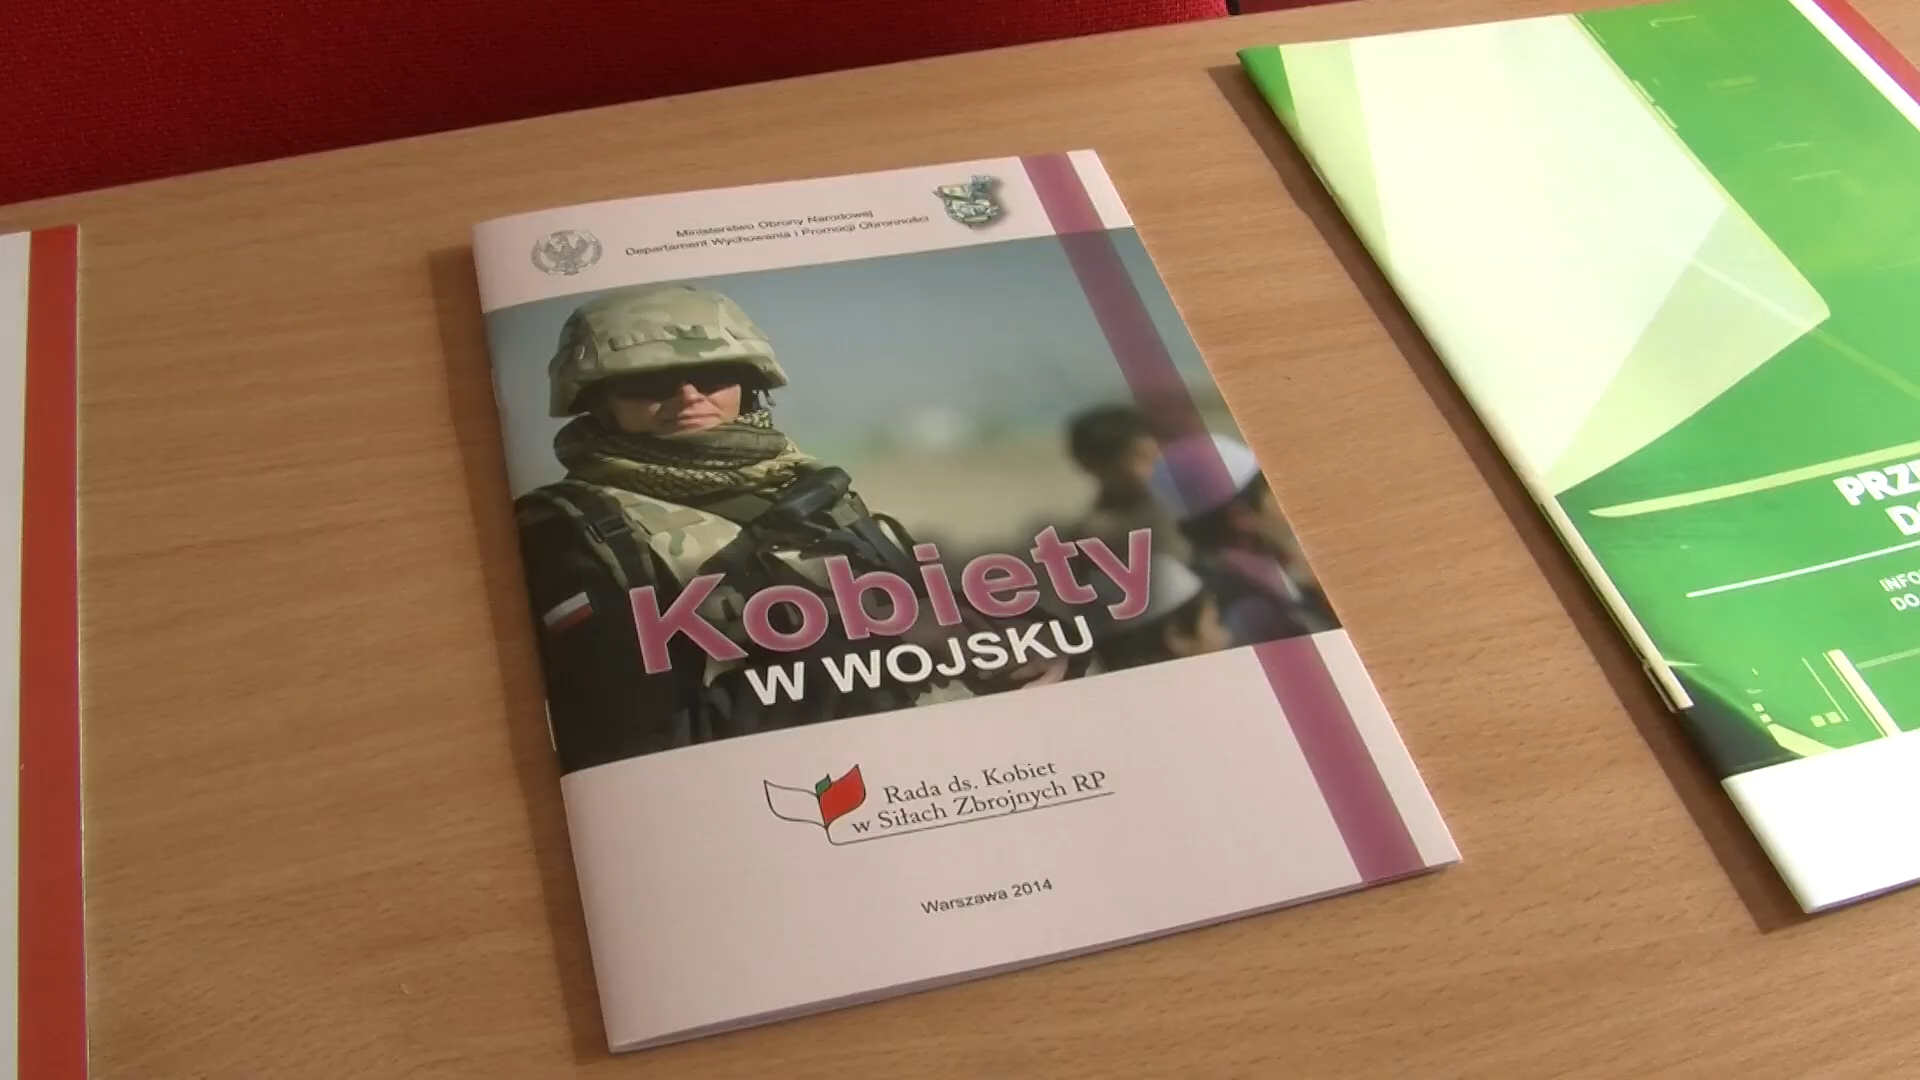 Ministerstwo Obrony Narodowej
Departament Wychowania i Promocji Obronności
Kobiety
W WOJSKU
Rada ds. Kobiet
w Siłach Zbrojnych RP
Warszawa 2014